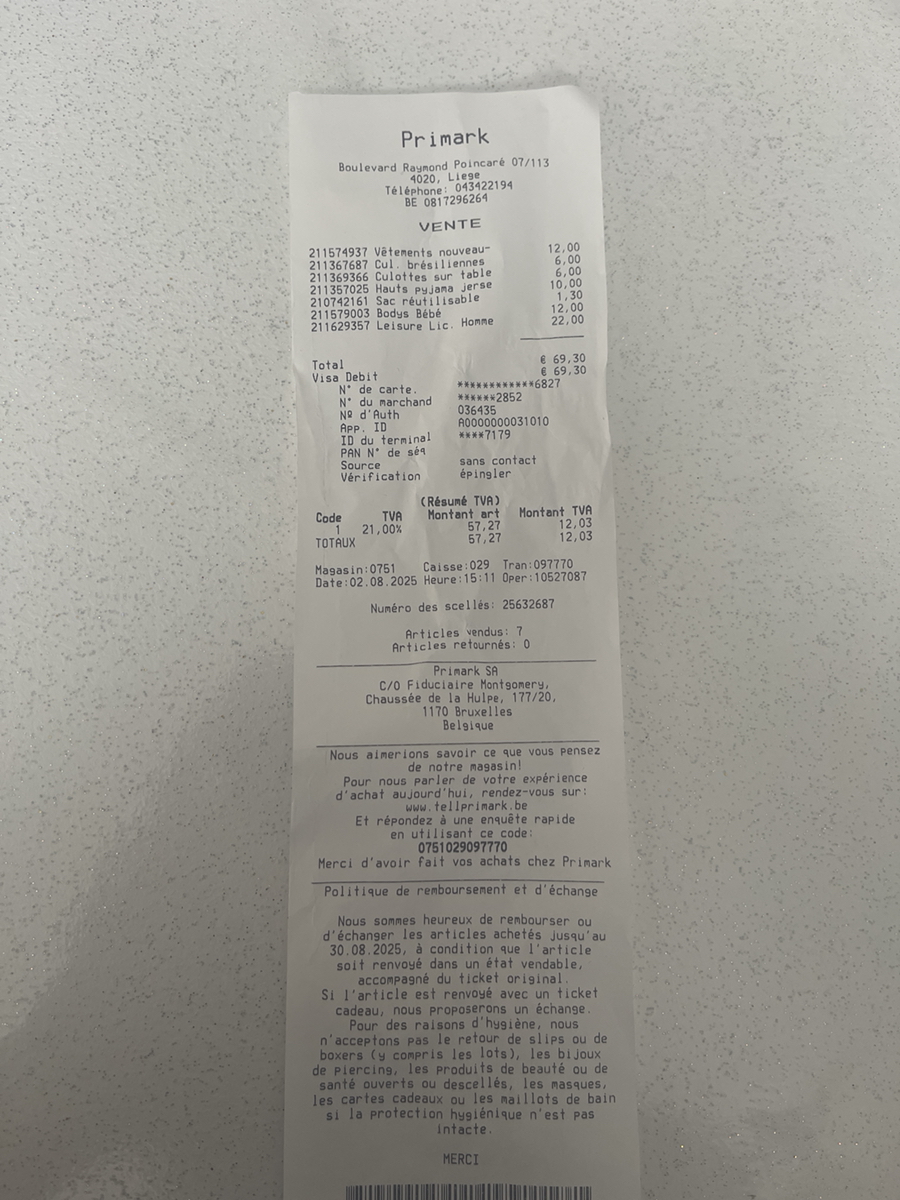 Primark
Boulevard Raymond Poincaré 07/113
4020, Liege
Téléphone: 043422194
BE 0817296264
VENTE
211574937 Vêtements nouveau- 12,00
211367687 Cul. brésiliennes 6,00
211369366 Culottes sur table 6,00
211357025 Hauts pyjama jerse 10,00
210742161 Sac réutilisable 1,30
211579003 Bodys Bébé 12,00
211629357 Leisure Lic. Homme 22,00
Total € 69,30
Visa Debit € 69,30
N° de carte. ************6827
N° du marchand ******2852
Nº d'Auth 036435
App. ID A0000000031010
ID du terminal ****7179
PAN N° de séq
Source sans contact
Vérification épingler
(Résumé TVA)
Code TVA Montant art Montant TVA
1 21,00% 57,27 12,03
TOTAUX 57,27 12,03
Magasin:0751 Caisse:029 Tran:097770
Date:02.08.2025 Heure:15:11 Oper:10527087
Numéro des scellés: 25632687
Articles vendus: 7
Articles retournés: 0
Primark SA
C/O Fiduciaire Montgomery,
Chaussée de la Hulpe, 177/20,
1170 Bruxelles
Belgique
Nous aimerions savoir ce que vous pensez
de notre magasin!
Pour nous parler de votre expérience
d'achat aujourd'hui, rendez-vous sur:
www.tellprimark.be
Et répondez à une enquête rapide
en utilisant ce code:
0751029097770
Merci d'avoir fait vos achats chez Primark
Politique de remboursement et d'échange
Nous sommes heureux de rembourser ou
d'échanger les articles achetés jusqu'au
30.08.2025, à condition que l'article
soit renvoyé dans un état vendable,
accompagné du ticket original.
Si l'article est renvoyé avec un ticket
cadeau, nous proposerons un échange.
Pour des raisons d'hygiène, nous
n'acceptons pas le retour de slips ou de
boxers (y compris les lots), les bijoux
de piercing, les produits de beauté ou de
santé ouverts ou descellés, les masques,
les cartes cadeaux ou les maillots de bain
si la protection hygiénique n'est pas
intacte.
MERCI